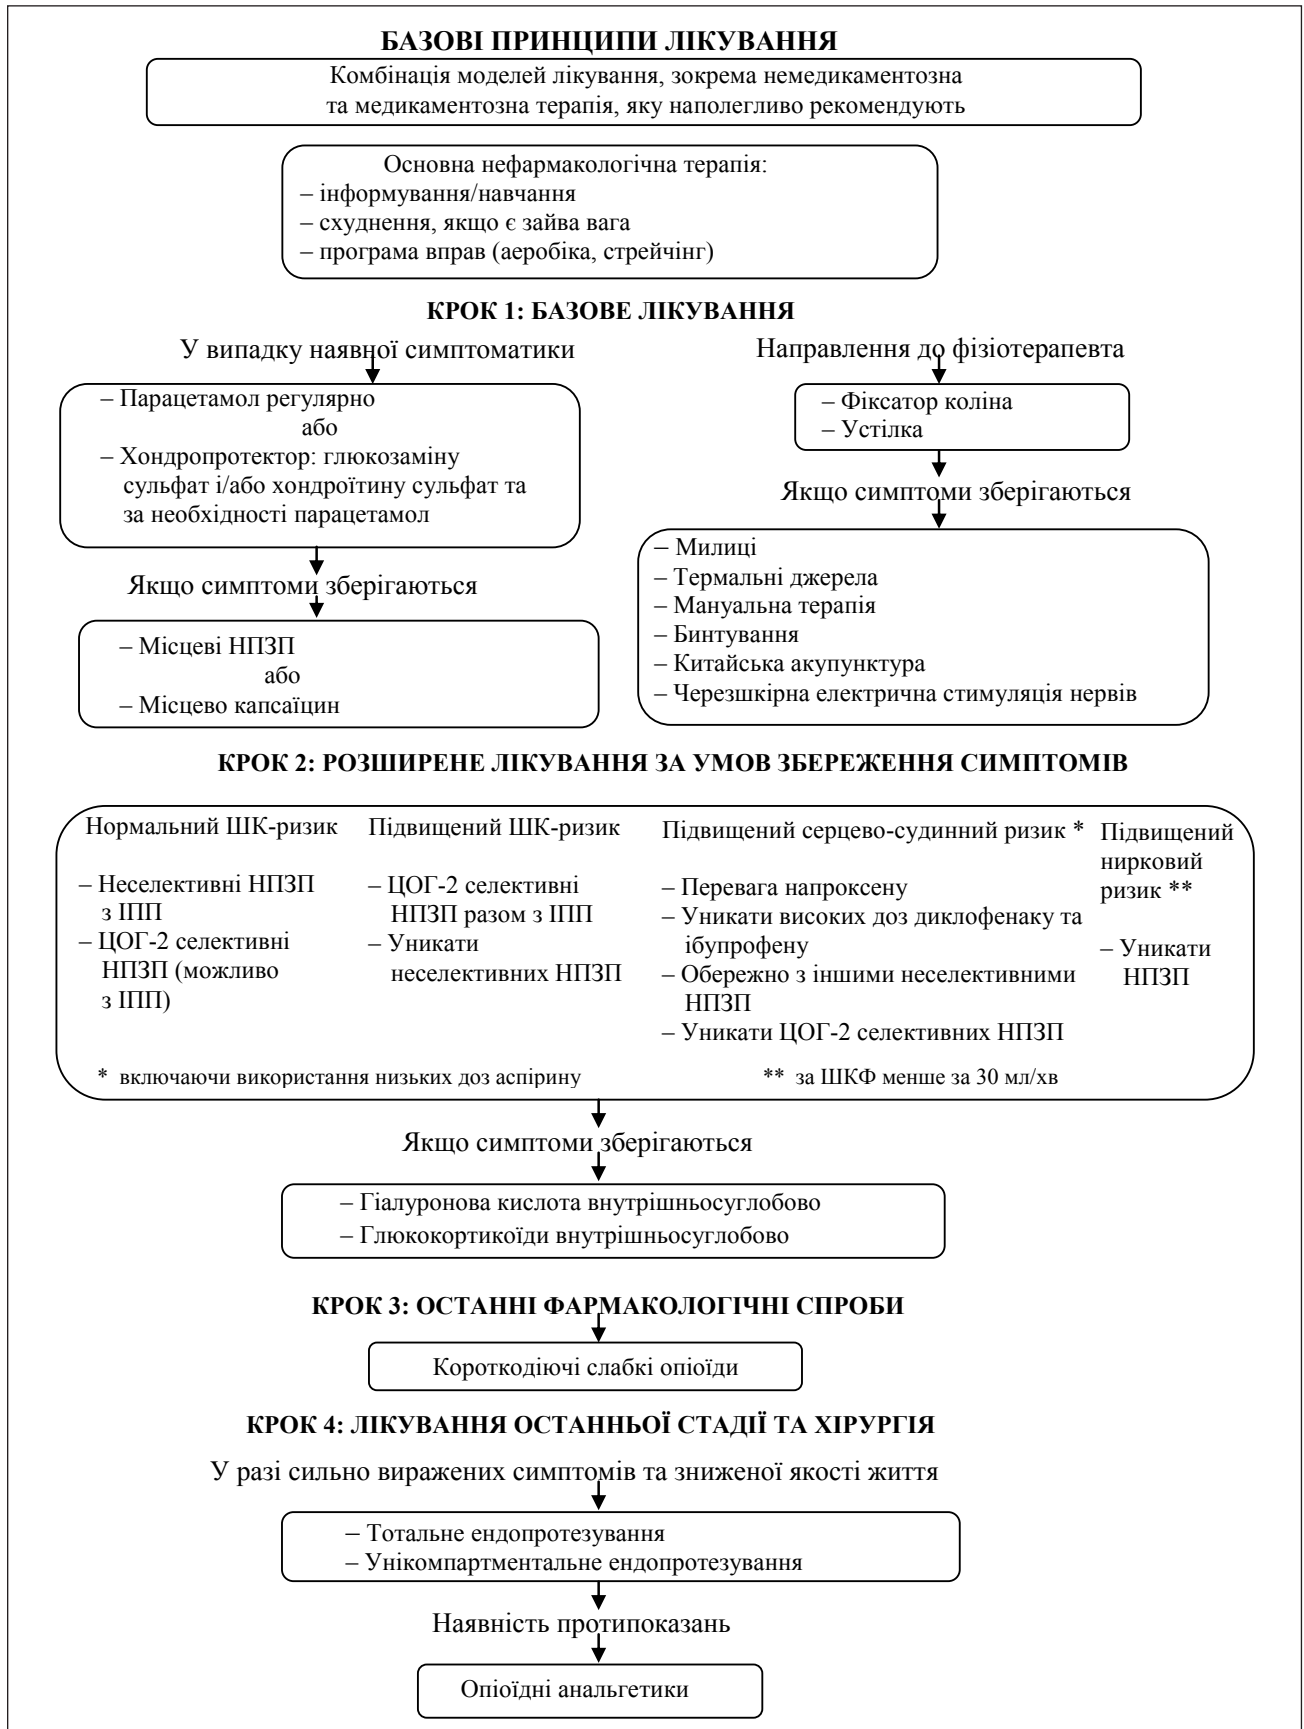 БАЗОВІ ПРИНЦИПИ ЛІКУВАННЯ
Комбінація моделей лікування, зокрема немедикаментозна
та медикаментозна терапія, яку наполегливо рекомендують
Основна нефармакологічна терапія:
– інформування/навчання
– схуднення, якщо є зайва вага
– програма вправ (аеробіка, стрейчінг)
КРОК 1: БАЗОВЕ ЛІКУВАННЯ
У випадку наявної симптоматики
– Парацетамол регулярно
або
– Хондропротектор: глюкозаміну
сульфат і/або хондроїтину сульфат та
за необхідності парацетамол
Якщо симптоми зберігаються
– Місцеві НПЗП
або
– Місцево капсаїцин
Направлення до фізіотерапевта
– Фіксатор коліна
– Устілка
Якщо симптоми зберігаються
– Милиці
– Термальні джерела
– Мануальна терапія
– Бинтування
– Китайська акупунктура
– Черезшкірна електрична стимуляція нервів
КРОК 2: РОЗШИРЕНЕ ЛІКУВАННЯ ЗА УМОВ ЗБЕРЕЖЕННЯ СИМПТОМІВ
Нормальний ШК-ризик
– Неселективні НПЗП
з ІПП
– ЦОГ-2 селективні
НПЗП (можливо
з ІПП)
Підвищений ШК-ризик
– ЦОГ-2 селективні
НПЗП разом з ІПП
– Уникати
неселективних НПЗП
Підвищений серцево-судинний ризик *
– Перевага напроксену
– Уникати високих доз диклофенаку та
ібупрофену
– Обережно з іншими неселективними
НПЗП
– Уникати ЦОГ-2 селективних НПЗП
Підвищений
нирковий
ризик **
– Уникати
НПЗП
* включаючи використання низьких доз аспірину
** за ШКФ менше за 30 мл/хв
Якщо симптоми зберігаються
– Гіалуронова кислота внутрішньосуглобово
– Глюкокортикоїди внутрішньосуглобово
КРОК 3: ОСТАННІ ФАРМАКОЛОГІЧНІ СПРОБИ
Короткодіючі слабкі опіоїди
КРОК 4: ЛІКУВАННЯ ОСТАННЬОЇ СТАДІЇ ТА ХІРУРГІЯ
У разі сильно виражених симптомів та зниженої якості життя
– Тотальне ендопротезування
– Унікомпартментальне ендопротезування
Наявність протипоказань
Опіоїдні анальгетики